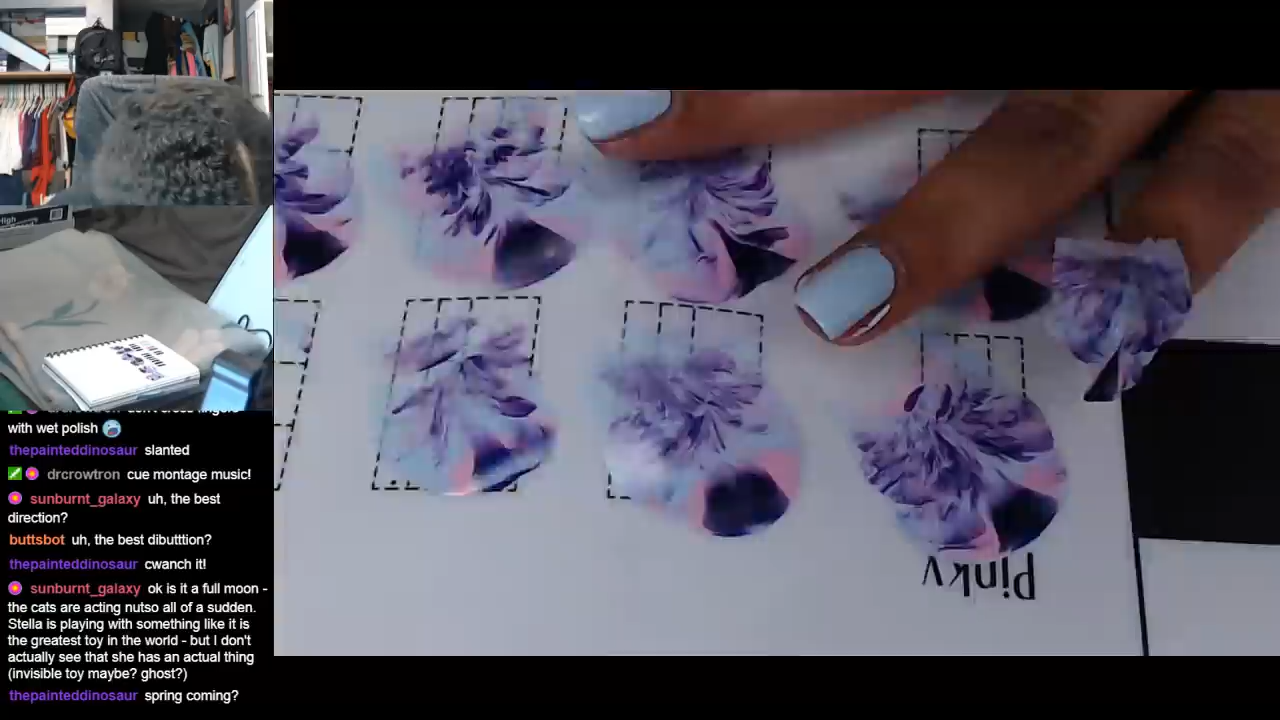 High
with wet polish
thepainteddinosaur slanted
drcrowtron cue montage music!
sunburnt_galaxy uh, the best
direction?
buttsbot uh, the best dibutttion?
thepainteddinosaur cwanch it!
sunburnt_galaxy ok is it a full moon -
the cats are acting nutso all of a sudden.
Stella is playing with something like it is
the greatest toy in the world - but I don't
actually see that she has an actual thing
(invisible toy maybe? ghost?)
thepainteddinosaur spring coming?
pinky